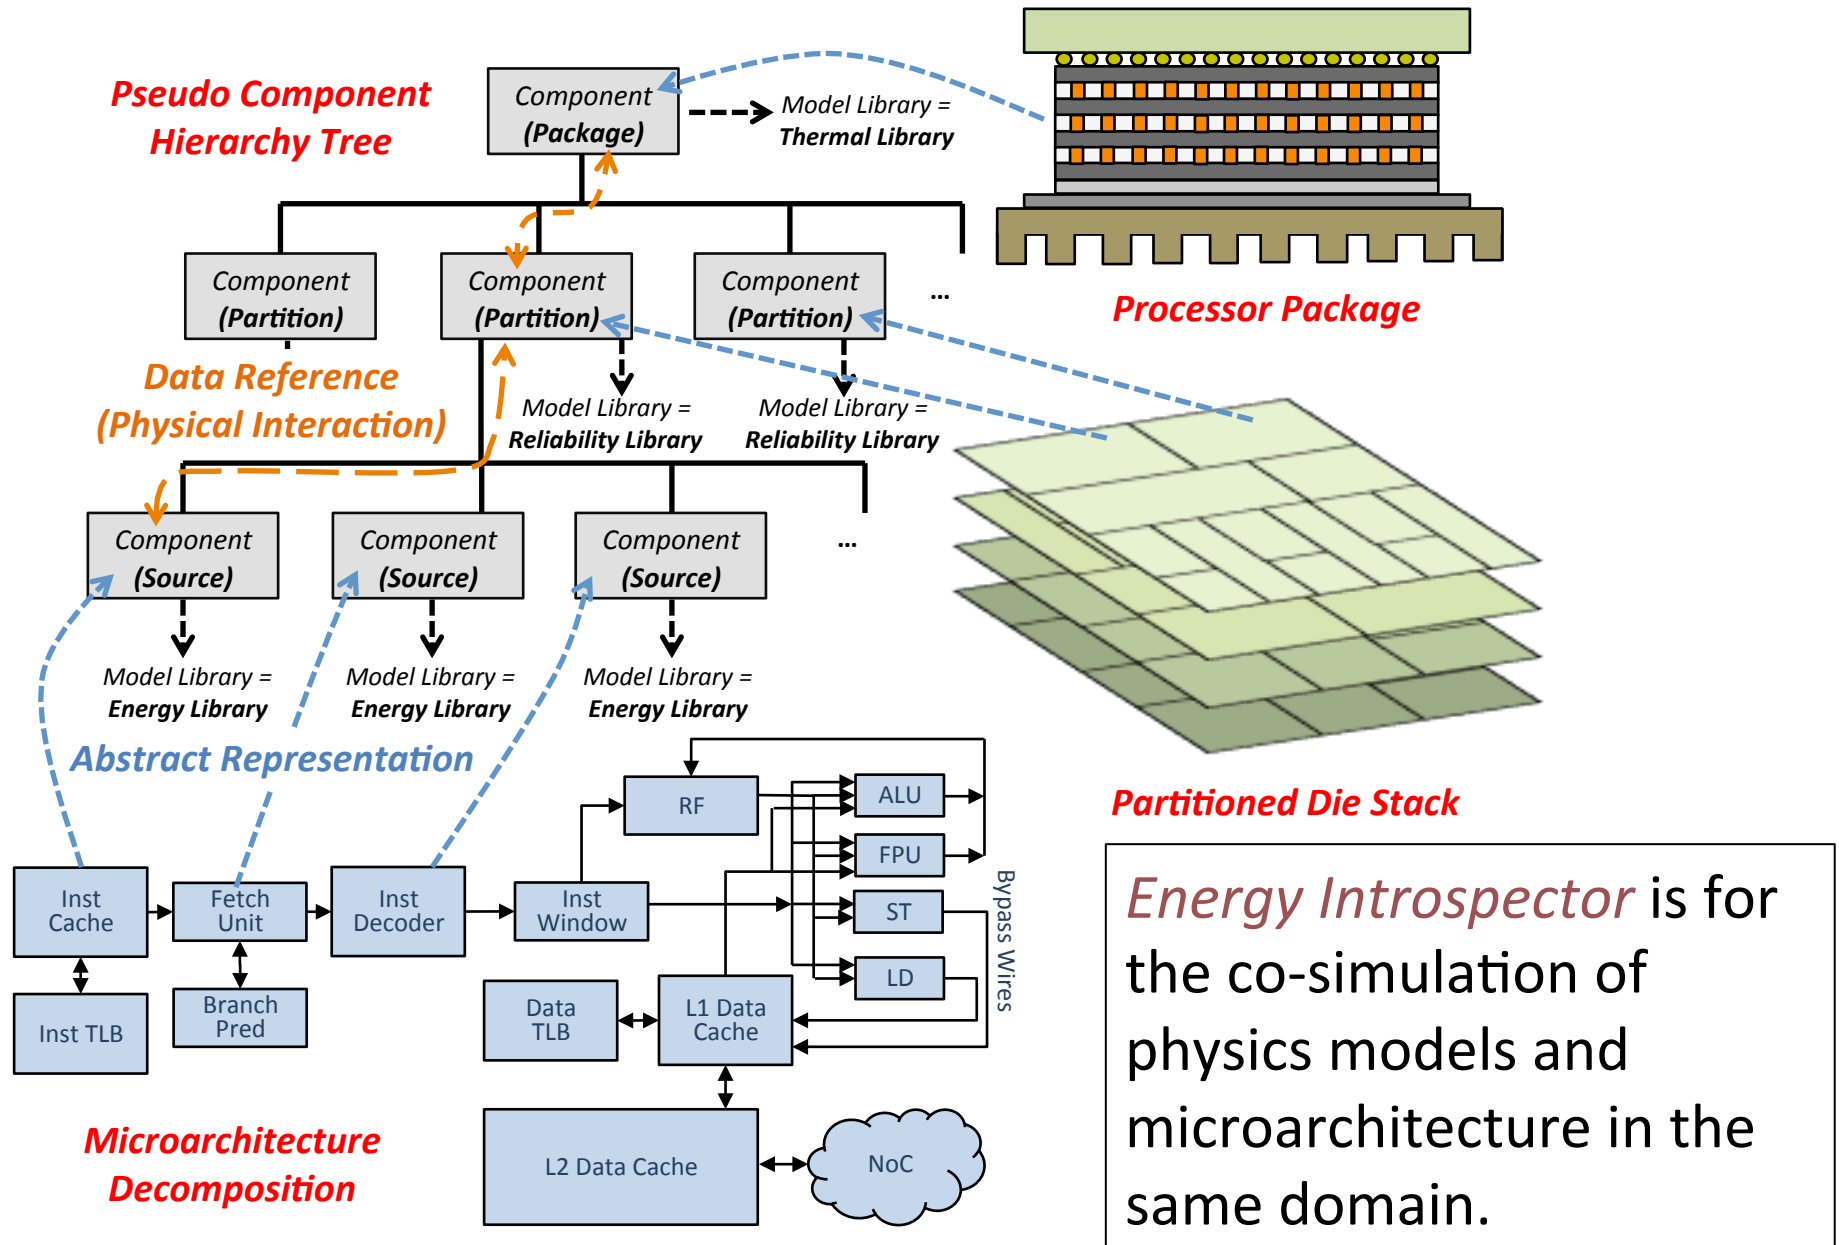 Pseudo Component
Hierarchy Tree
Component
(Package)
Model Library =
Thermal Library
Processor Package
Component
(Partition)
Component
(Partition)
Component
(Partition)
...
Data Reference
(Physical Interaction)
Model Library =
Reliability Library
Model Library =
Reliability Library
Component
(Source)
Component
(Source)
Component
(Source)
...
Model Library =
Energy Library
Model Library =
Energy Library
Model Library =
Energy Library
Abstract Representation
Partitioned Die Stack
RF
ALU
FPU
ST
LD
Bypass Wires
Inst
Cache
Fetch
Unit
Inst
Decoder
Inst
Window
Inst TLB
Branch
Pred
Data
TLB
L1 Data
Cache
L2 Data Cache
NoC
Microarchitecture
Decomposition
Energy Introspector is for
the co-simulation of
physics models and
microarchitecture in the
same domain.